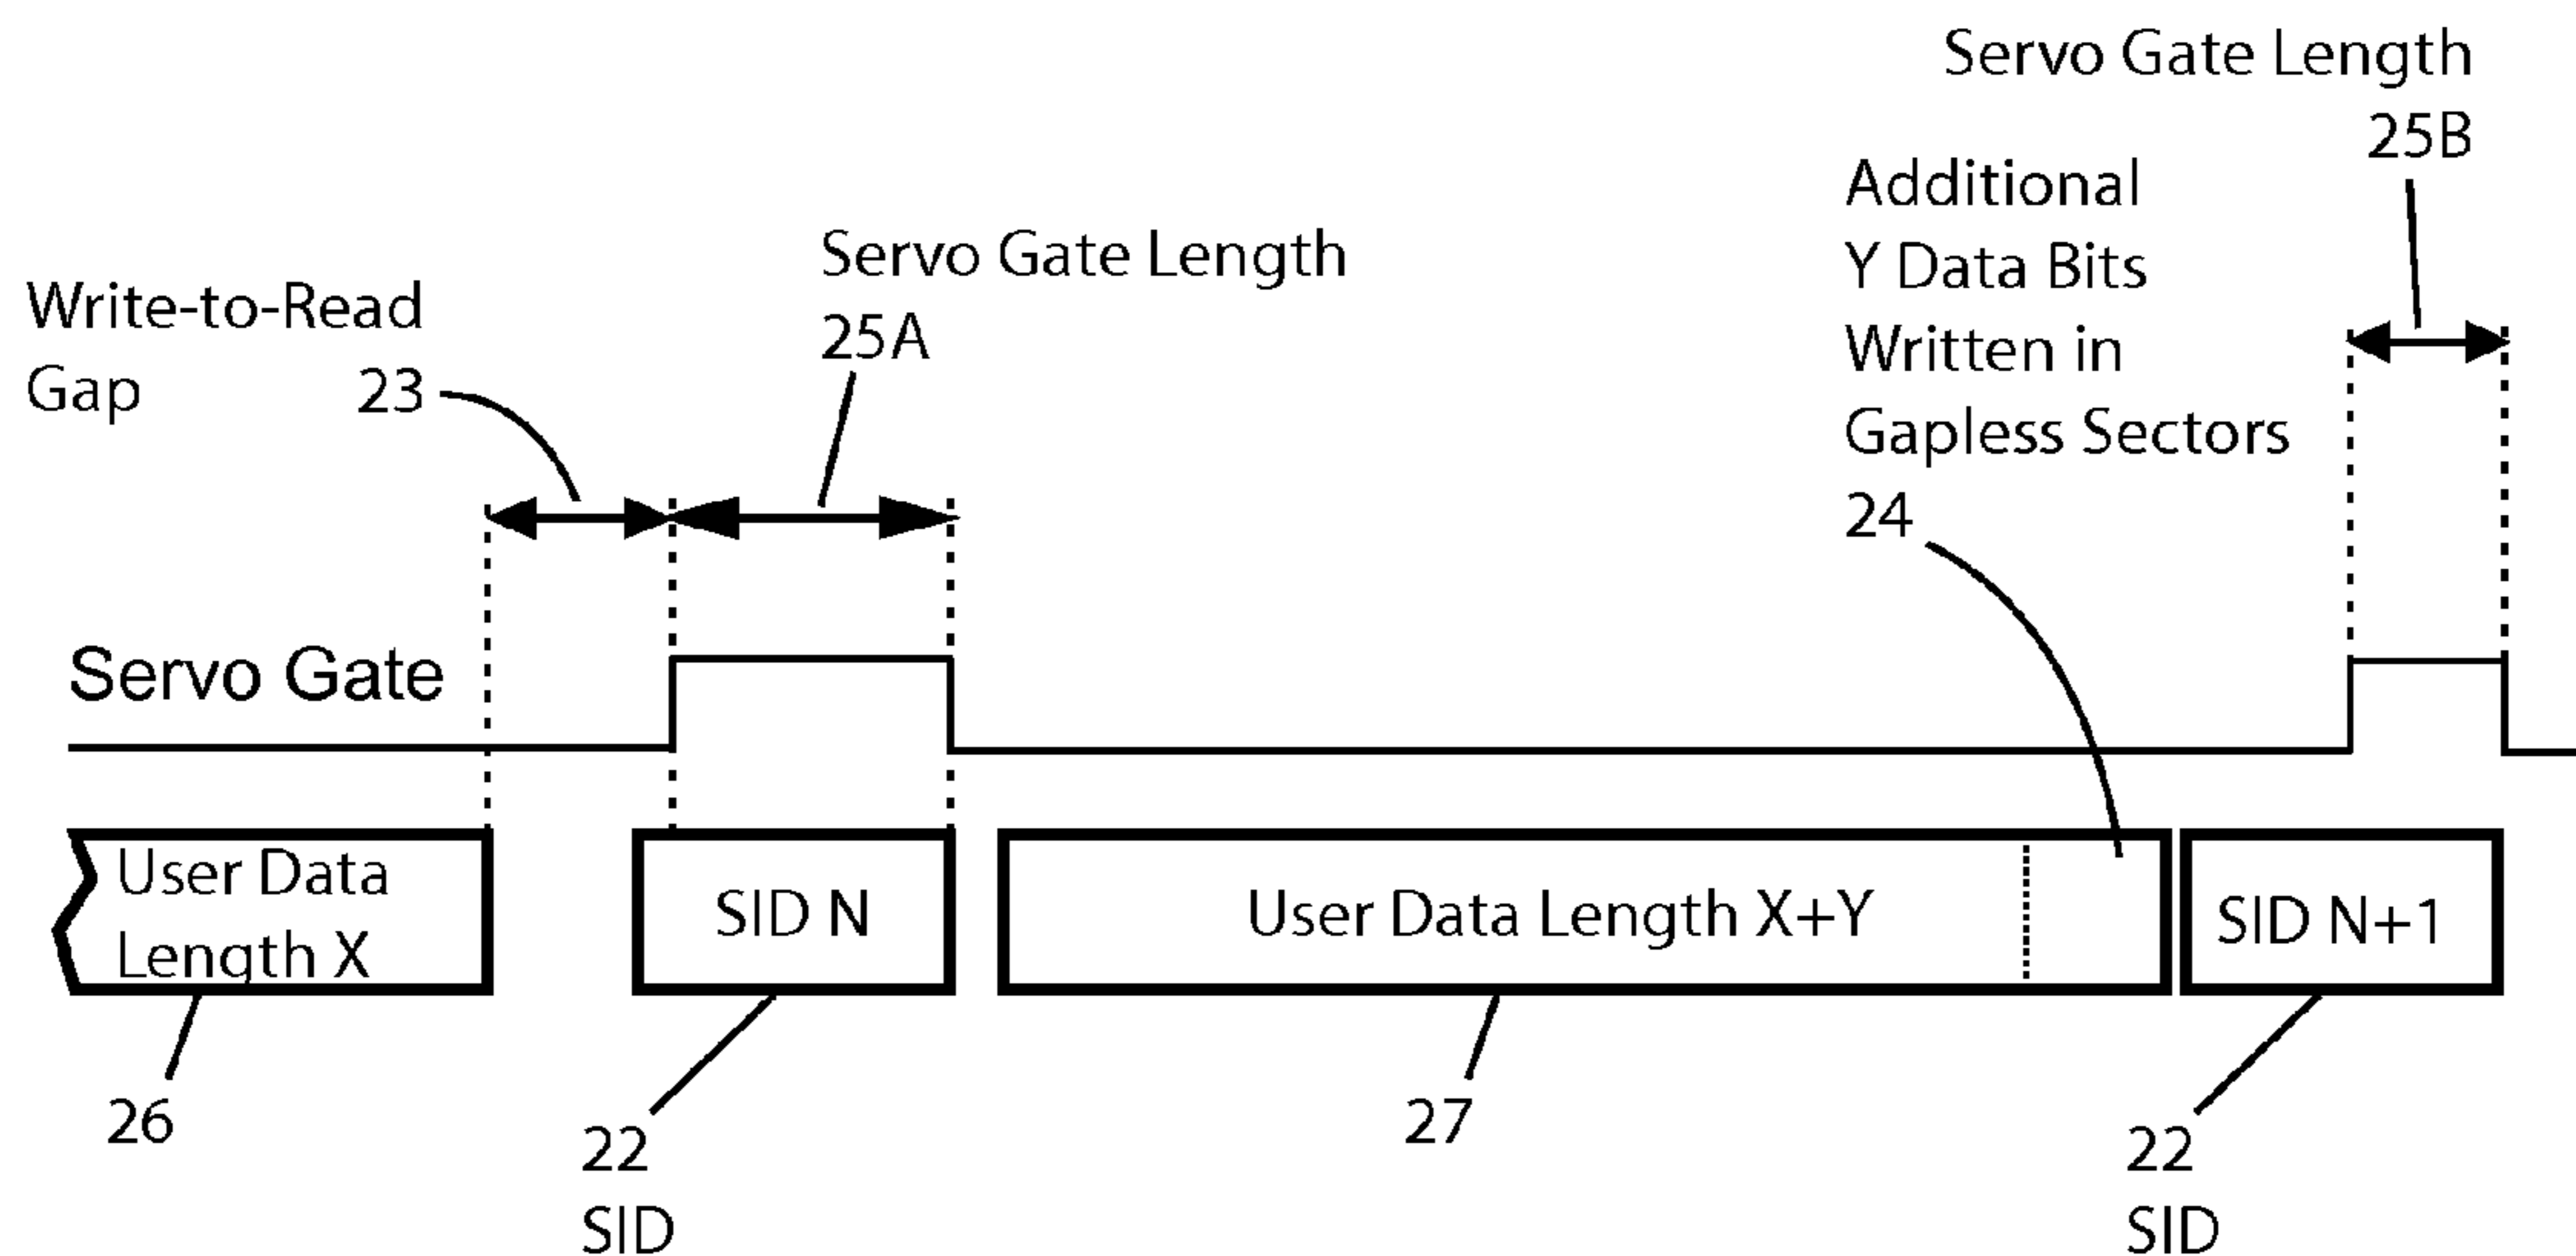 Servo Gate Length
25B
Additional
Y Data Bits
Written in
Gapless Sectors
24
Servo Gate Length
25A
Write-to-Read
Gap 23
Servo Gate
User Data
Length X
SID N
User Data Length X+Y
SID N+1
26
22
SID
27
22
SID